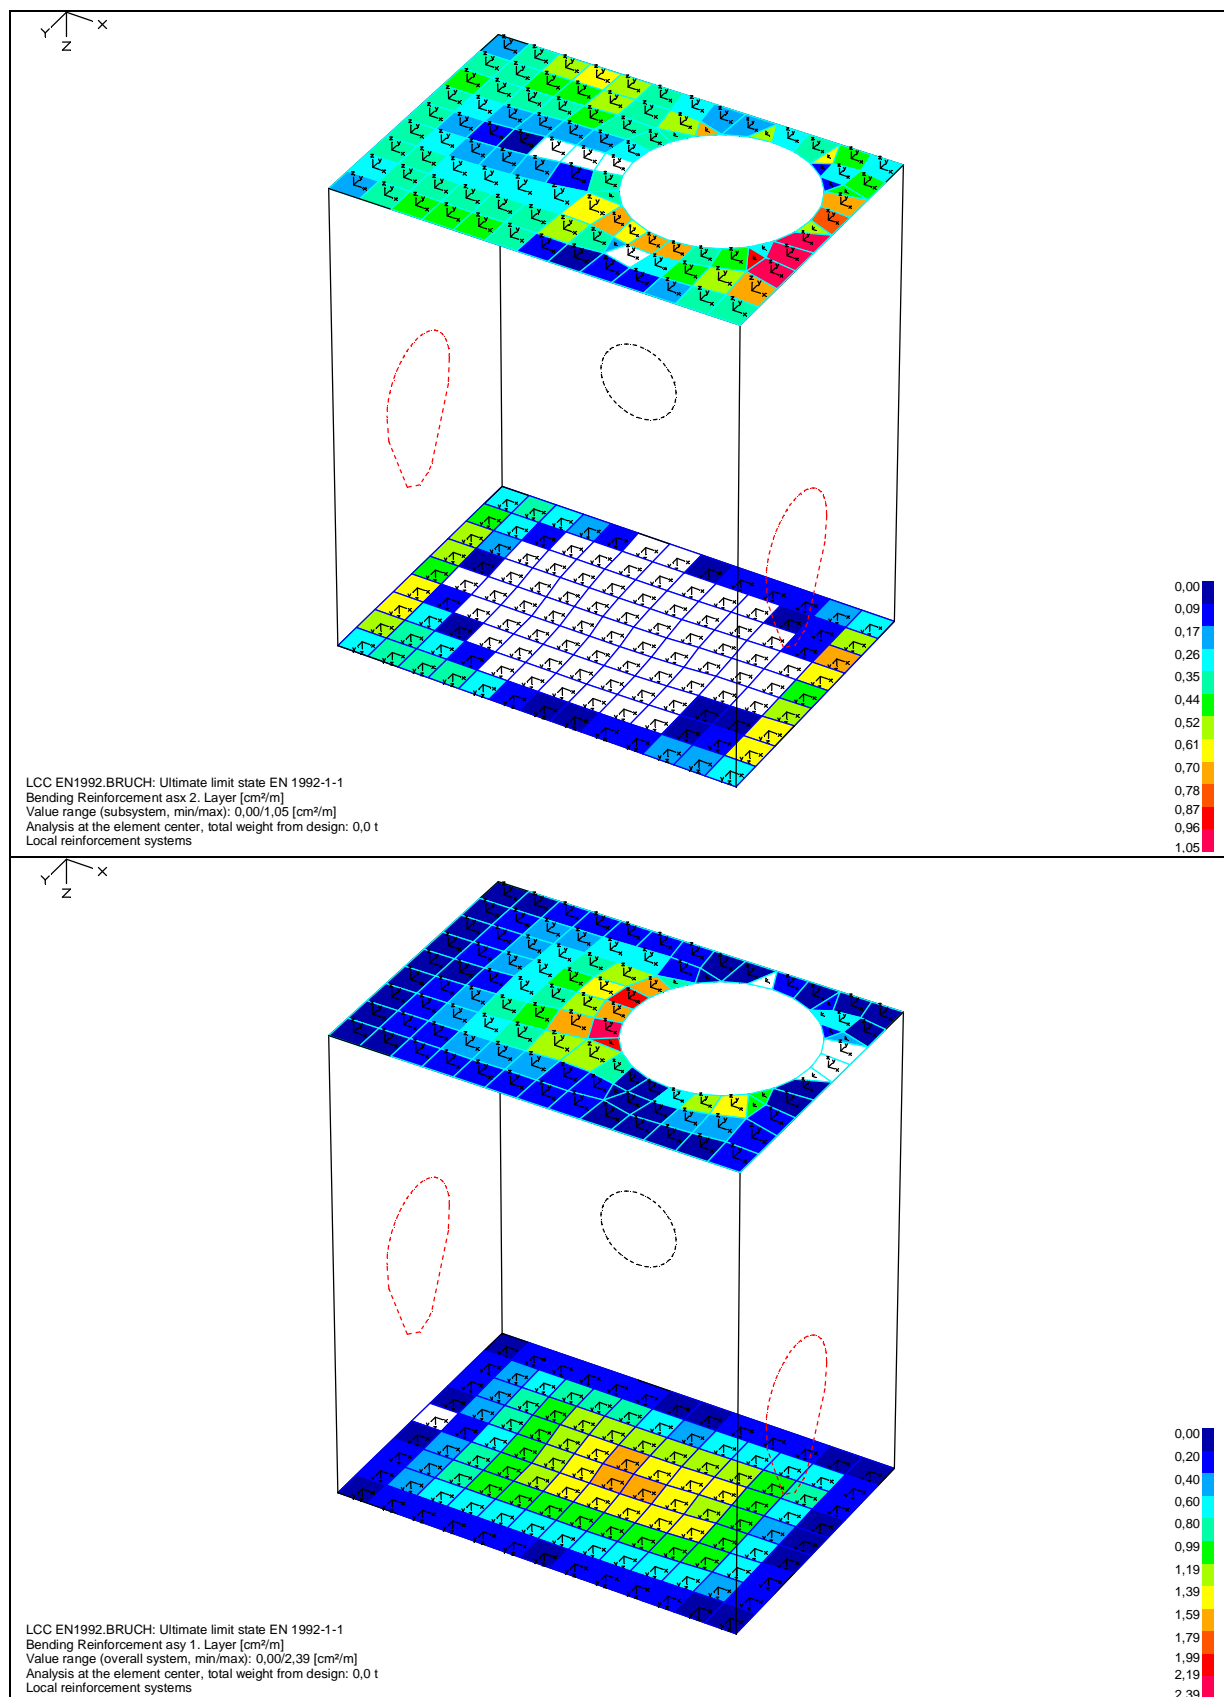 Y X
Z
0,00
0,09
0,17
0,26
0,35
0,44
0,52
0,61
0,70
0,78
0,87
0,96
1,05
LCC EN1992.BRUCH: Ultimate limit state EN 1992-1-1
Bending Reinforcement asx 2. Layer [cm²/m]
Value range (subsystem, min/max): 0,00/1,05 [cm²/m]
Analysis at the element center, total weight from design: 0,0 t
Local reinforcement systems
Y X
Z
0,00
0,20
0,40
0,60
0,80
0,99
1,19
1,39
1,59
1,79
1,99
2,19
2,39
LCC EN1992.BRUCH: Ultimate limit state EN 1992-1-1
Bending Reinforcement asy 1. Layer [cm²/m]
Value range (overall system, min/max): 0,00/2,39 [cm²/m]
Analysis at the element center, total weight from design: 0,0 t
Local reinforcement systems